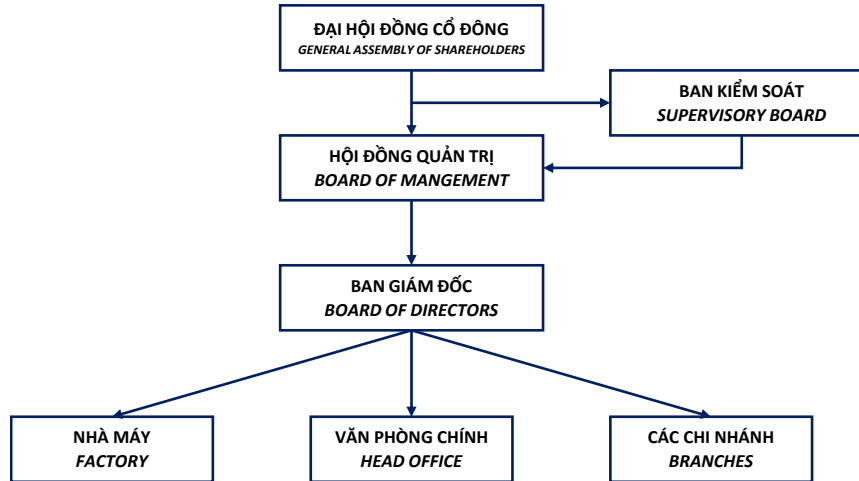 ĐẠI HỘI ĐỒNG CỔ ĐÔNG
GENERAL ASSEMBLY OF SHAREHOLDERS
BAN KIỂM SOÁT
SUPERVISORY BOARD
HỘI ĐỒNG QUẢN TRỊ
BOARD OF MANGEMENT
BAN GIÁM ĐỐC
BOARD OF DIRECTORS
NHÀ MÁY
FACTORY
VĂN PHÒNG CHÍNH
HEAD OFFICE
CÁC CHI NHÁNH
BRANCHES